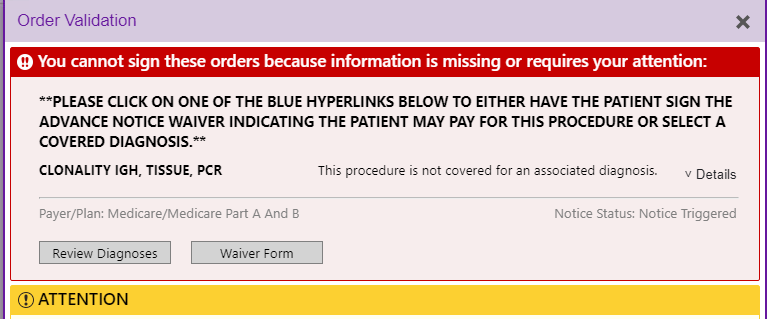 Order Validation
You cannot sign these orders because information is missing or requires your attention:
**PLEASE CLICK ON ONE OF THE BLUE HYPERLINKS BELOW TO EITHER HAVE THE PATIENT SIGN THE
ADVANCE NOTICE WAIVER INDICATING THE PATIENT MAY PAY FOR THIS PROCEDURE OR SELECT A
COVERED DIAGNOSIS.**
CLONALITY IGH, TISSUE, PCR This procedure is not covered for an associated diagnosis. Details
Payer/Plan: Medicare/Medicare Part A And B Notice Status: Notice Triggered
Review Diagnoses Waiver Form
ATTENTION